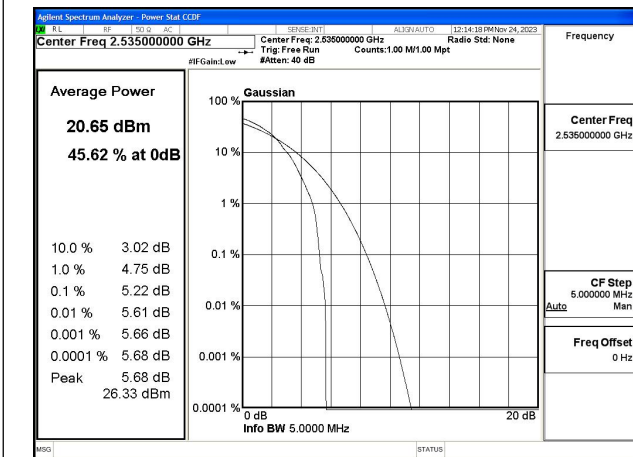 Agilent Spectrum Analyzer - Power Stat CCDF
RL RF 50 Ω AC SENSE:INT ALIGN AUTO 12:14:18 PM Nov 24, 2023
Center Freq 2.535000000 GHz
Center Freq: 2.535000000 GHz Radio Std: None
Trig: Free Run Counts:1.00 M/1.00 Mpt
#IFGain:Low #Atten: 40 dB
Frequency
Average Power
20.65 dBm
45.62 % at 0dB
10.0 % 3.02 dB
1.0 % 4.75 dB
0.1 % 5.22 dB
0.01 % 5.61 dB
0.001 % 5.66 dB
0.0001 % 5.68 dB
Peak 5.68 dB
26.33 dBm
Gaussian
100 %
10 %
1 %
0.1 %
0.01 %
0.001 %
0.0001 %
0 dB 20 dB
Info BW 5.0000 MHz
Center Freq
2.535000000 GHz
CF Step
5.000000 MHz
Auto Man
Freq Offset
0 Hz
MSG STATUS